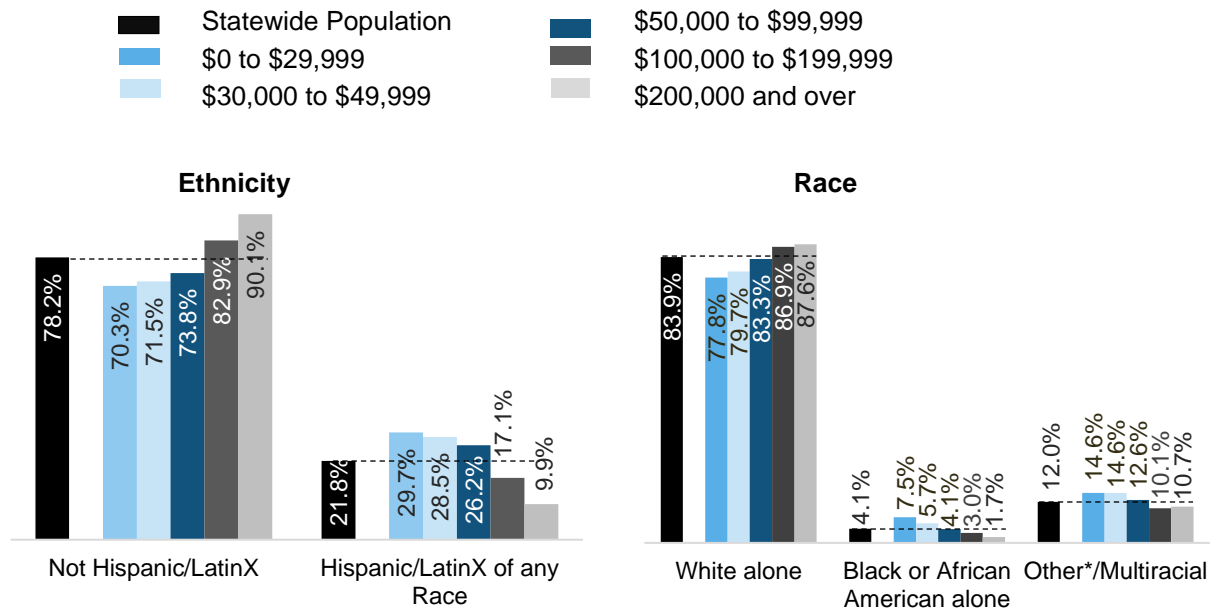 Statewide Population
$0 to $29,999
$30,000 to $49,999
$50,000 to $99,999
$100,000 to $199,999
$200,000 and over
Ethnicity
78.2%
70.3%
71.5%
73.8%
82.9%
90.1%
21.8%
29.7%
28.5%
26.2%
17.1%
9.9%
Not Hispanic/LatinX
Hispanic/LatinX of any
Race
Race
83.9%
77.8%
79.7%
83.3%
86.9%
87.6%
4.1%
7.5%
5.7%
4.1%
3.0%
1.7%
12.0%
14.6%
14.6%
12.6%
10.1%
10.7%
White alone
Black or African
American alone
Other*/Multiracial